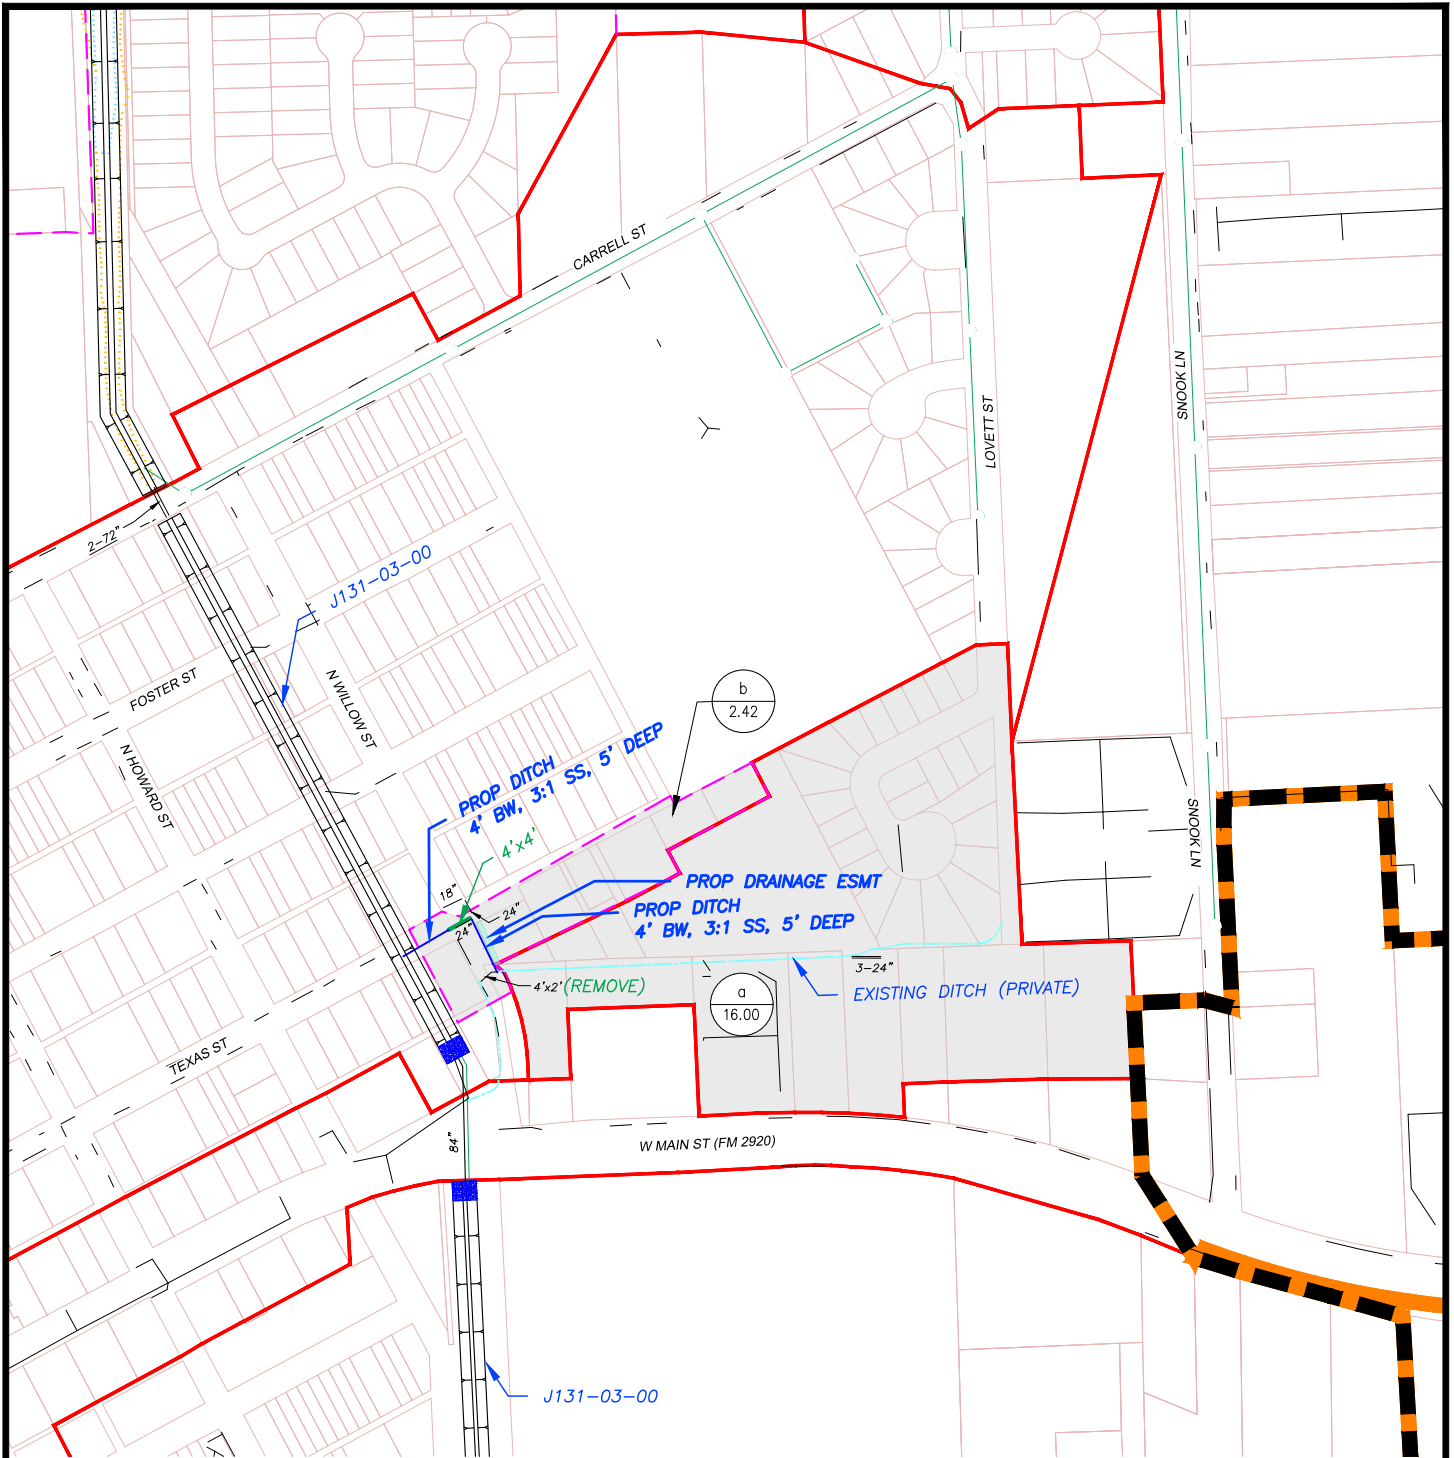 CARRELL ST
SNOOK LN
LOVETT ST
2-72"
J131-03-00
FOSTER ST
N WILLOW ST
N HOWARD ST
b
2.42
PROP DITCH
4' BW, 3:1 SS, 5' DEEP
4'x4'
SNOOK LN
18"
24"
24"
PROP DRAINAGE ESMT
PROP DITCH
4' BW, 3:1 SS, 5' DEEP
3-24"
4'x2' (REMOVE)
a
16.00
EXISTING DITCH (PRIVATE)
TEXAS ST
84"
W MAIN ST (FM 2920)
J131-03-00